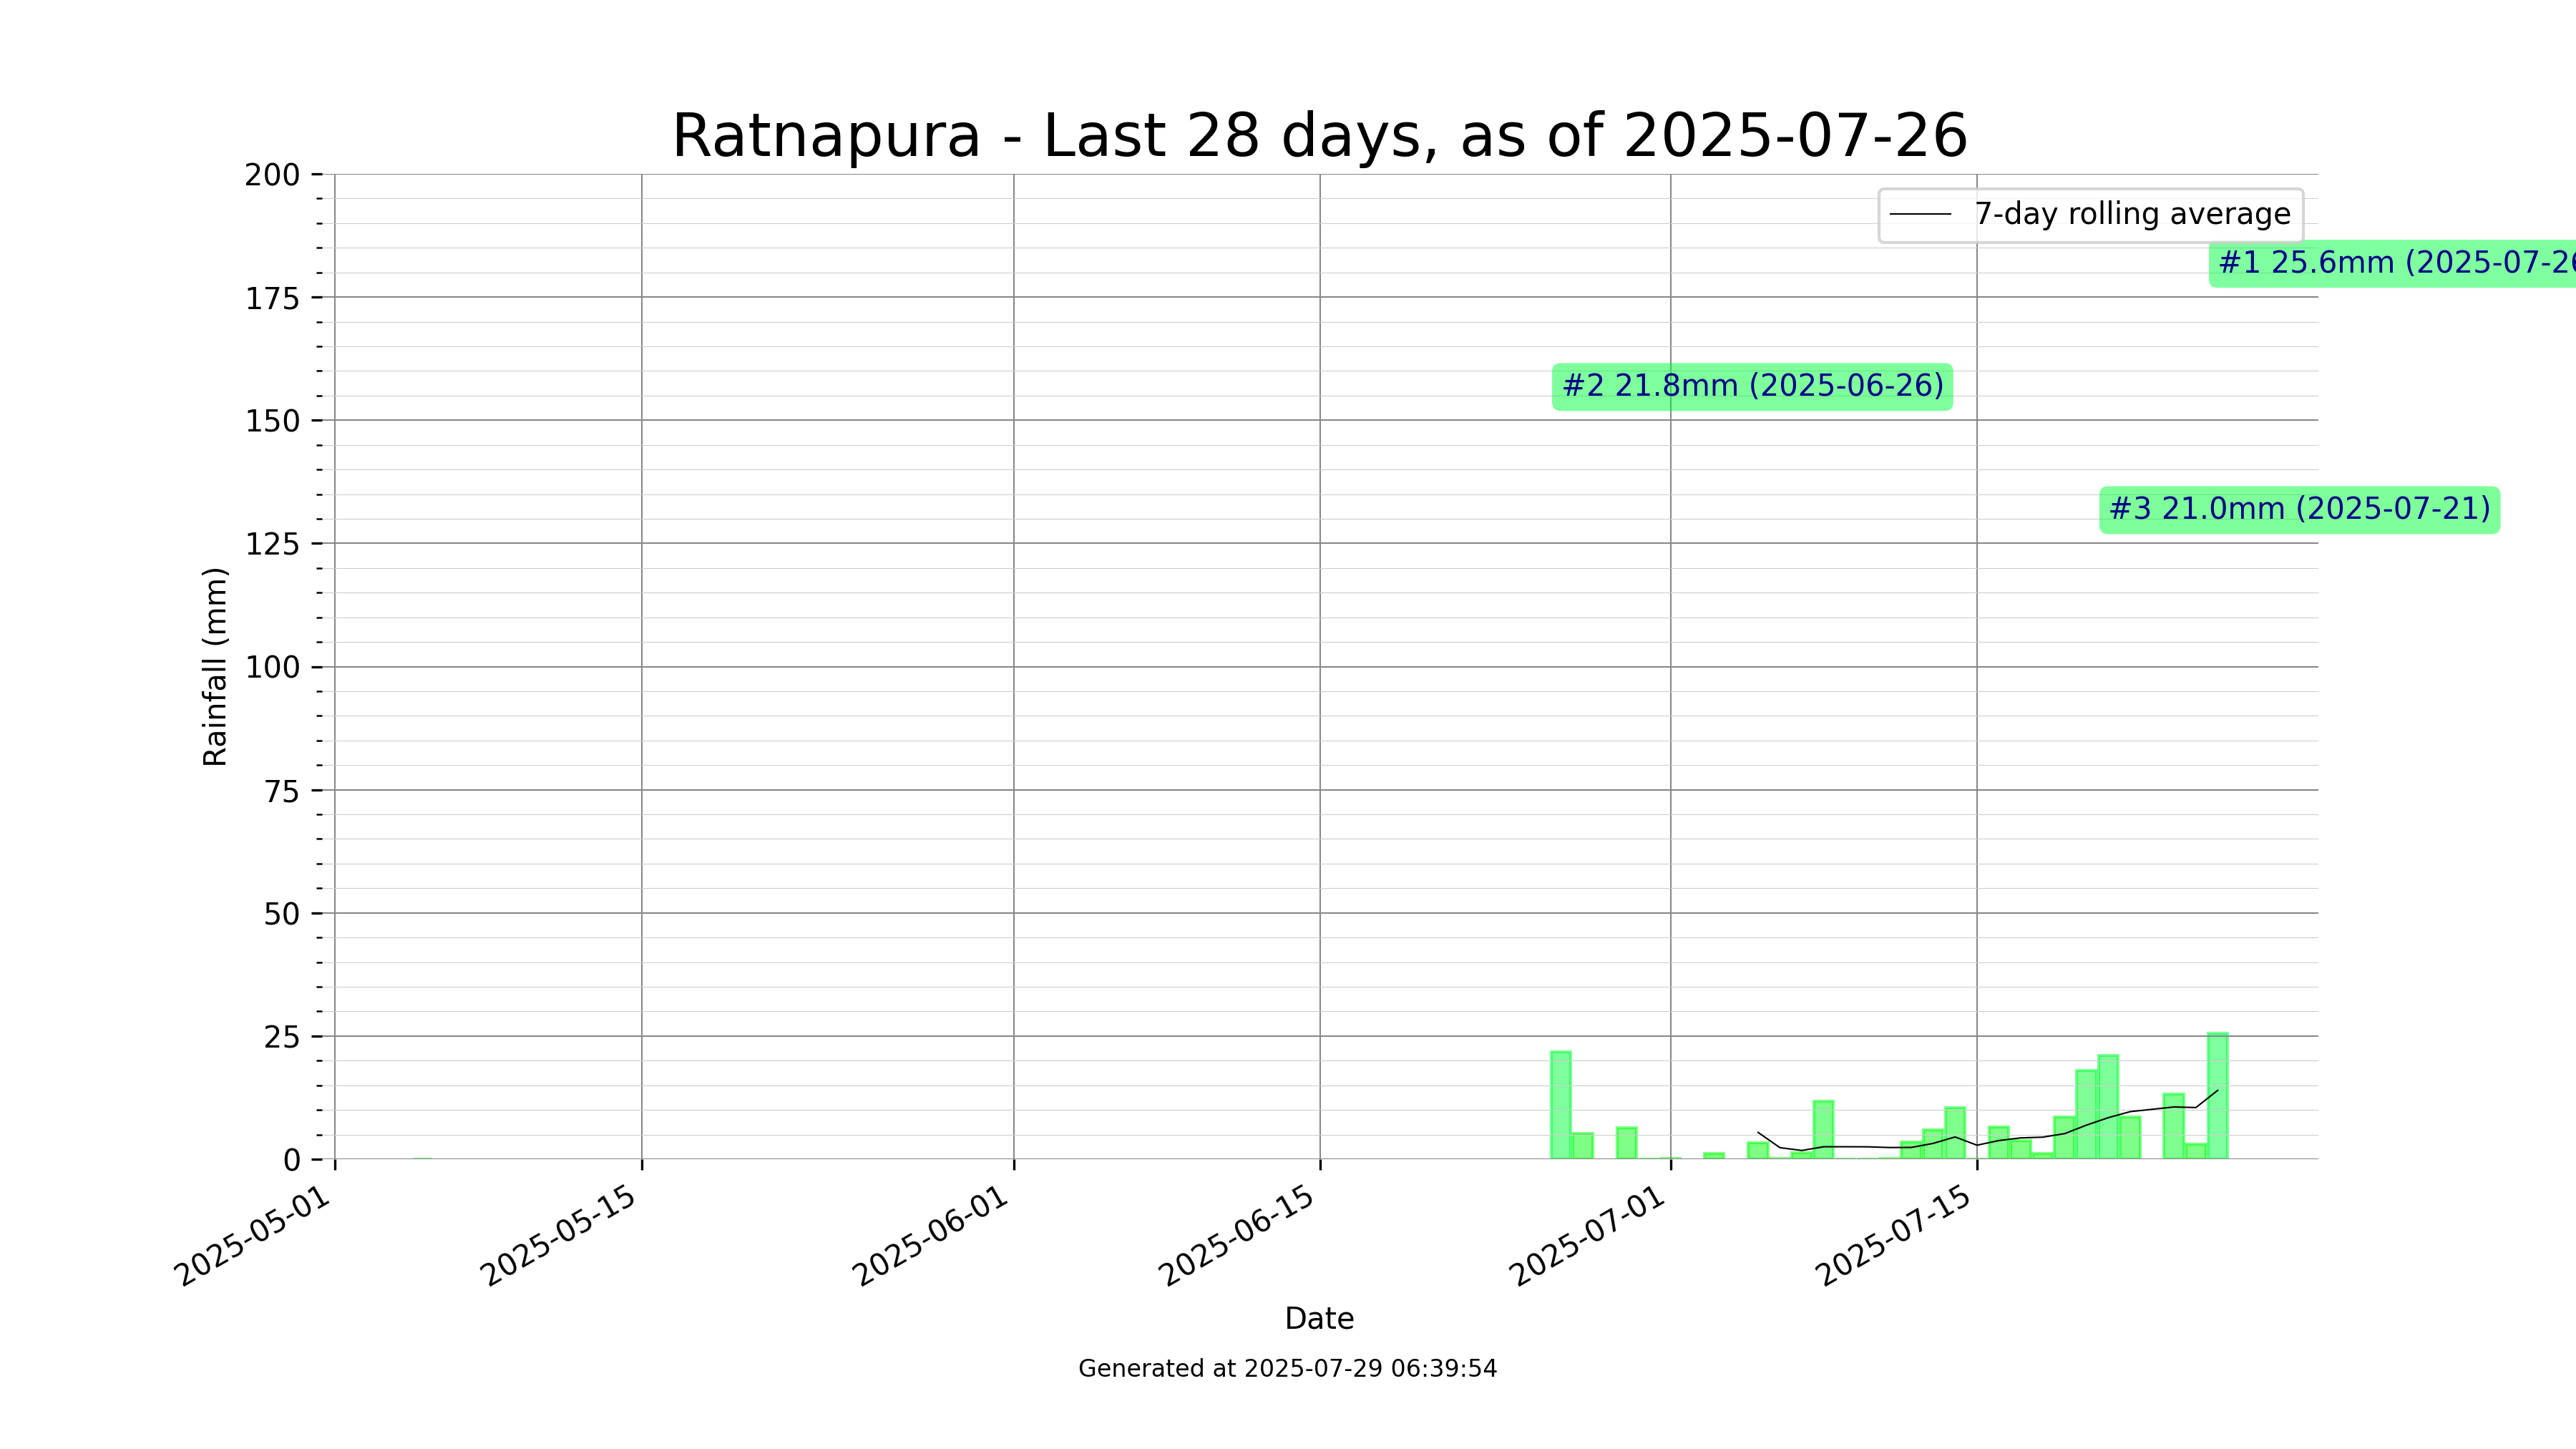 Ratnapura - Last 28 days, as of 2025-07-26
200
175
150
125
100
75
50
25
0
Rainfall (mm)
7-day rolling average
#1 25.6mm (2025-07-26
#2 21.8mm (2025-06-26)
#3 21.0mm (2025-07-21)
2025-05-01
2025-05-15
2025-06-01
2025-06-15
2025-07-01
2025-07-15
Date
Generated at 2025-07-29 06:39:54